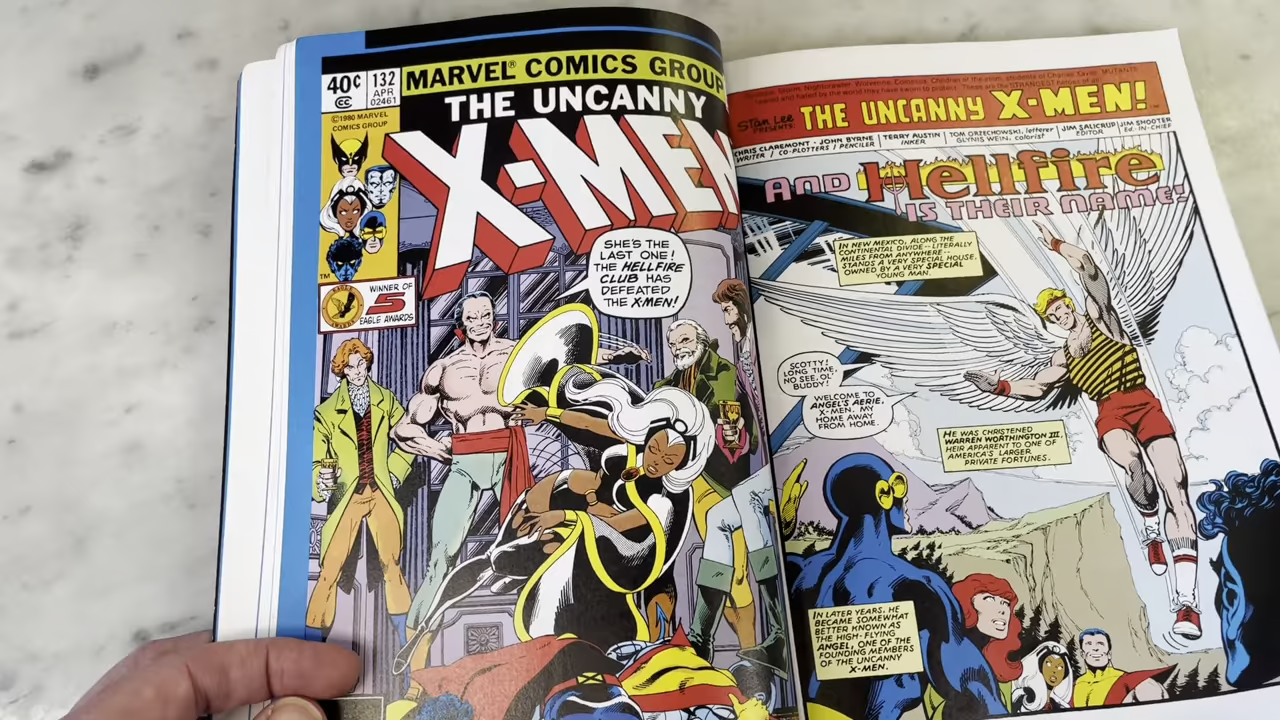 40¢
CC
132
APR
02461
MARVEL® COMICS GROUP
©1980 MARVEL
COMICS GROUP
THE UNCANNY
X-MEN
TM
WINNER OF
5
EAGLE AWARDS
SHE'S THE
LAST ONE!
THE HELLFIRE
CLUB HAS
DEFEATED
THE X-MEN!
Stan Lee
PRESENTS:
THE UNCANNY X-MEN!
CHRIS CLAREMONT - JOHN BYRNE
WRITER / CO-PLOTTERS / PENCILER
TERRY AUSTIN
INKER
TOM ORZECHOWSKI, letterer
GLYNIS WEIN, colorist
JIM SALICRUP
EDITOR
JIM SHOOTER
Ed.-IN-CHIEF
AND Hellfire
IS THEIR NAME!
IN NEW MEXICO, ALONG THE
CONTINENTAL DIVIDE--LITERALLY
MILES FROM ANYWHERE--
STANDS A VERY SPECIAL HOUSE,
OWNED BY A VERY SPECIAL
YOUNG MAN.
SCOTTY!
LONG TIME,
NO SEE, OL'
BUDDY!
WELCOME TO
ANGEL'S AERIE,
X-MEN. MY
HOME AWAY
FROM HOME.
HE WAS CHRISTENED
WARREN WORTHINGTON III,
HEIR APPARENT TO ONE OF
AMERICA'S LARGER
PRIVATE FORTUNES.
IN LATER YEARS, HE
BECAME SOMEWHAT
BETTER KNOWN AS
THE HIGH-FLYING
ANGEL, ONE OF THE
FOUNDING MEMBERS
OF THE UNCANNY
X-MEN.